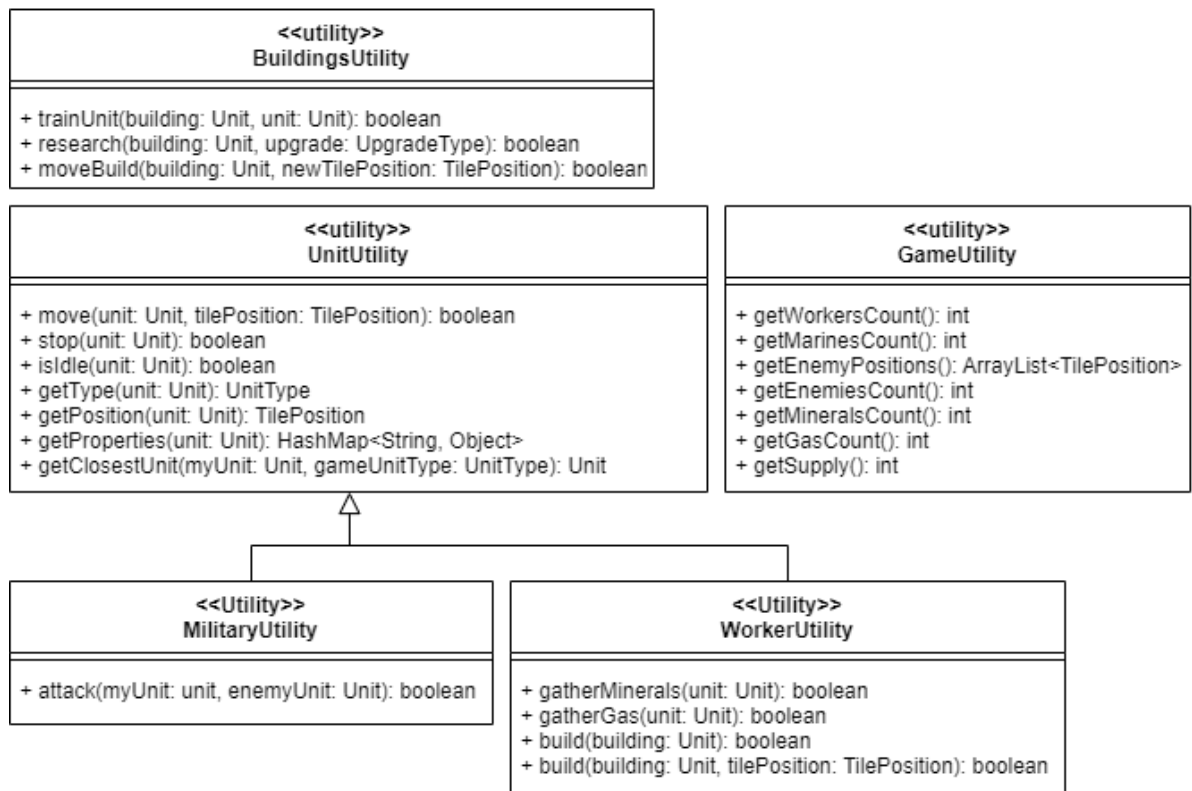 <<utility>>
BuildingsUtility
+ trainUnit(building: Unit, unit: Unit): boolean
+ research(building: Unit, upgrade: UpgradeType): boolean
+ moveBuild(building: Unit, newTilePosition: TilePosition): boolean
<<utility>>
UnitUtility
+ move(unit: Unit, tilePosition: TilePosition): boolean
+ stop(unit: Unit): boolean
+ isIdle(unit: Unit): boolean
+ getType(unit: Unit): UnitType
+ getPosition(unit: Unit): TilePosition
+ getProperties(unit: Unit): HashMap<String, Object>
+ getClosestUnit(myUnit: Unit, gameUnitType: UnitType): Unit
<<utility>>
GameUtility
+ getWorkersCount(): int
+ getMarinesCount(): int
+ getEnemyPositions(): ArrayList<TilePosition>
+ getEnemiesCount(): int
+ getMineralsCount(): int
+ getGasCount(): int
+ getSupply(): int
<<Utility>>
MilitaryUtility
+ attack(myUnit: unit, enemyUnit: Unit): boolean
<<Utility>>
WorkerUtility
+ gatherMinerals(unit: Unit): boolean
+ gatherGas(unit: Unit): boolean
+ build(building: Unit): boolean
+ build(building: Unit, tilePosition: TilePosition): boolean